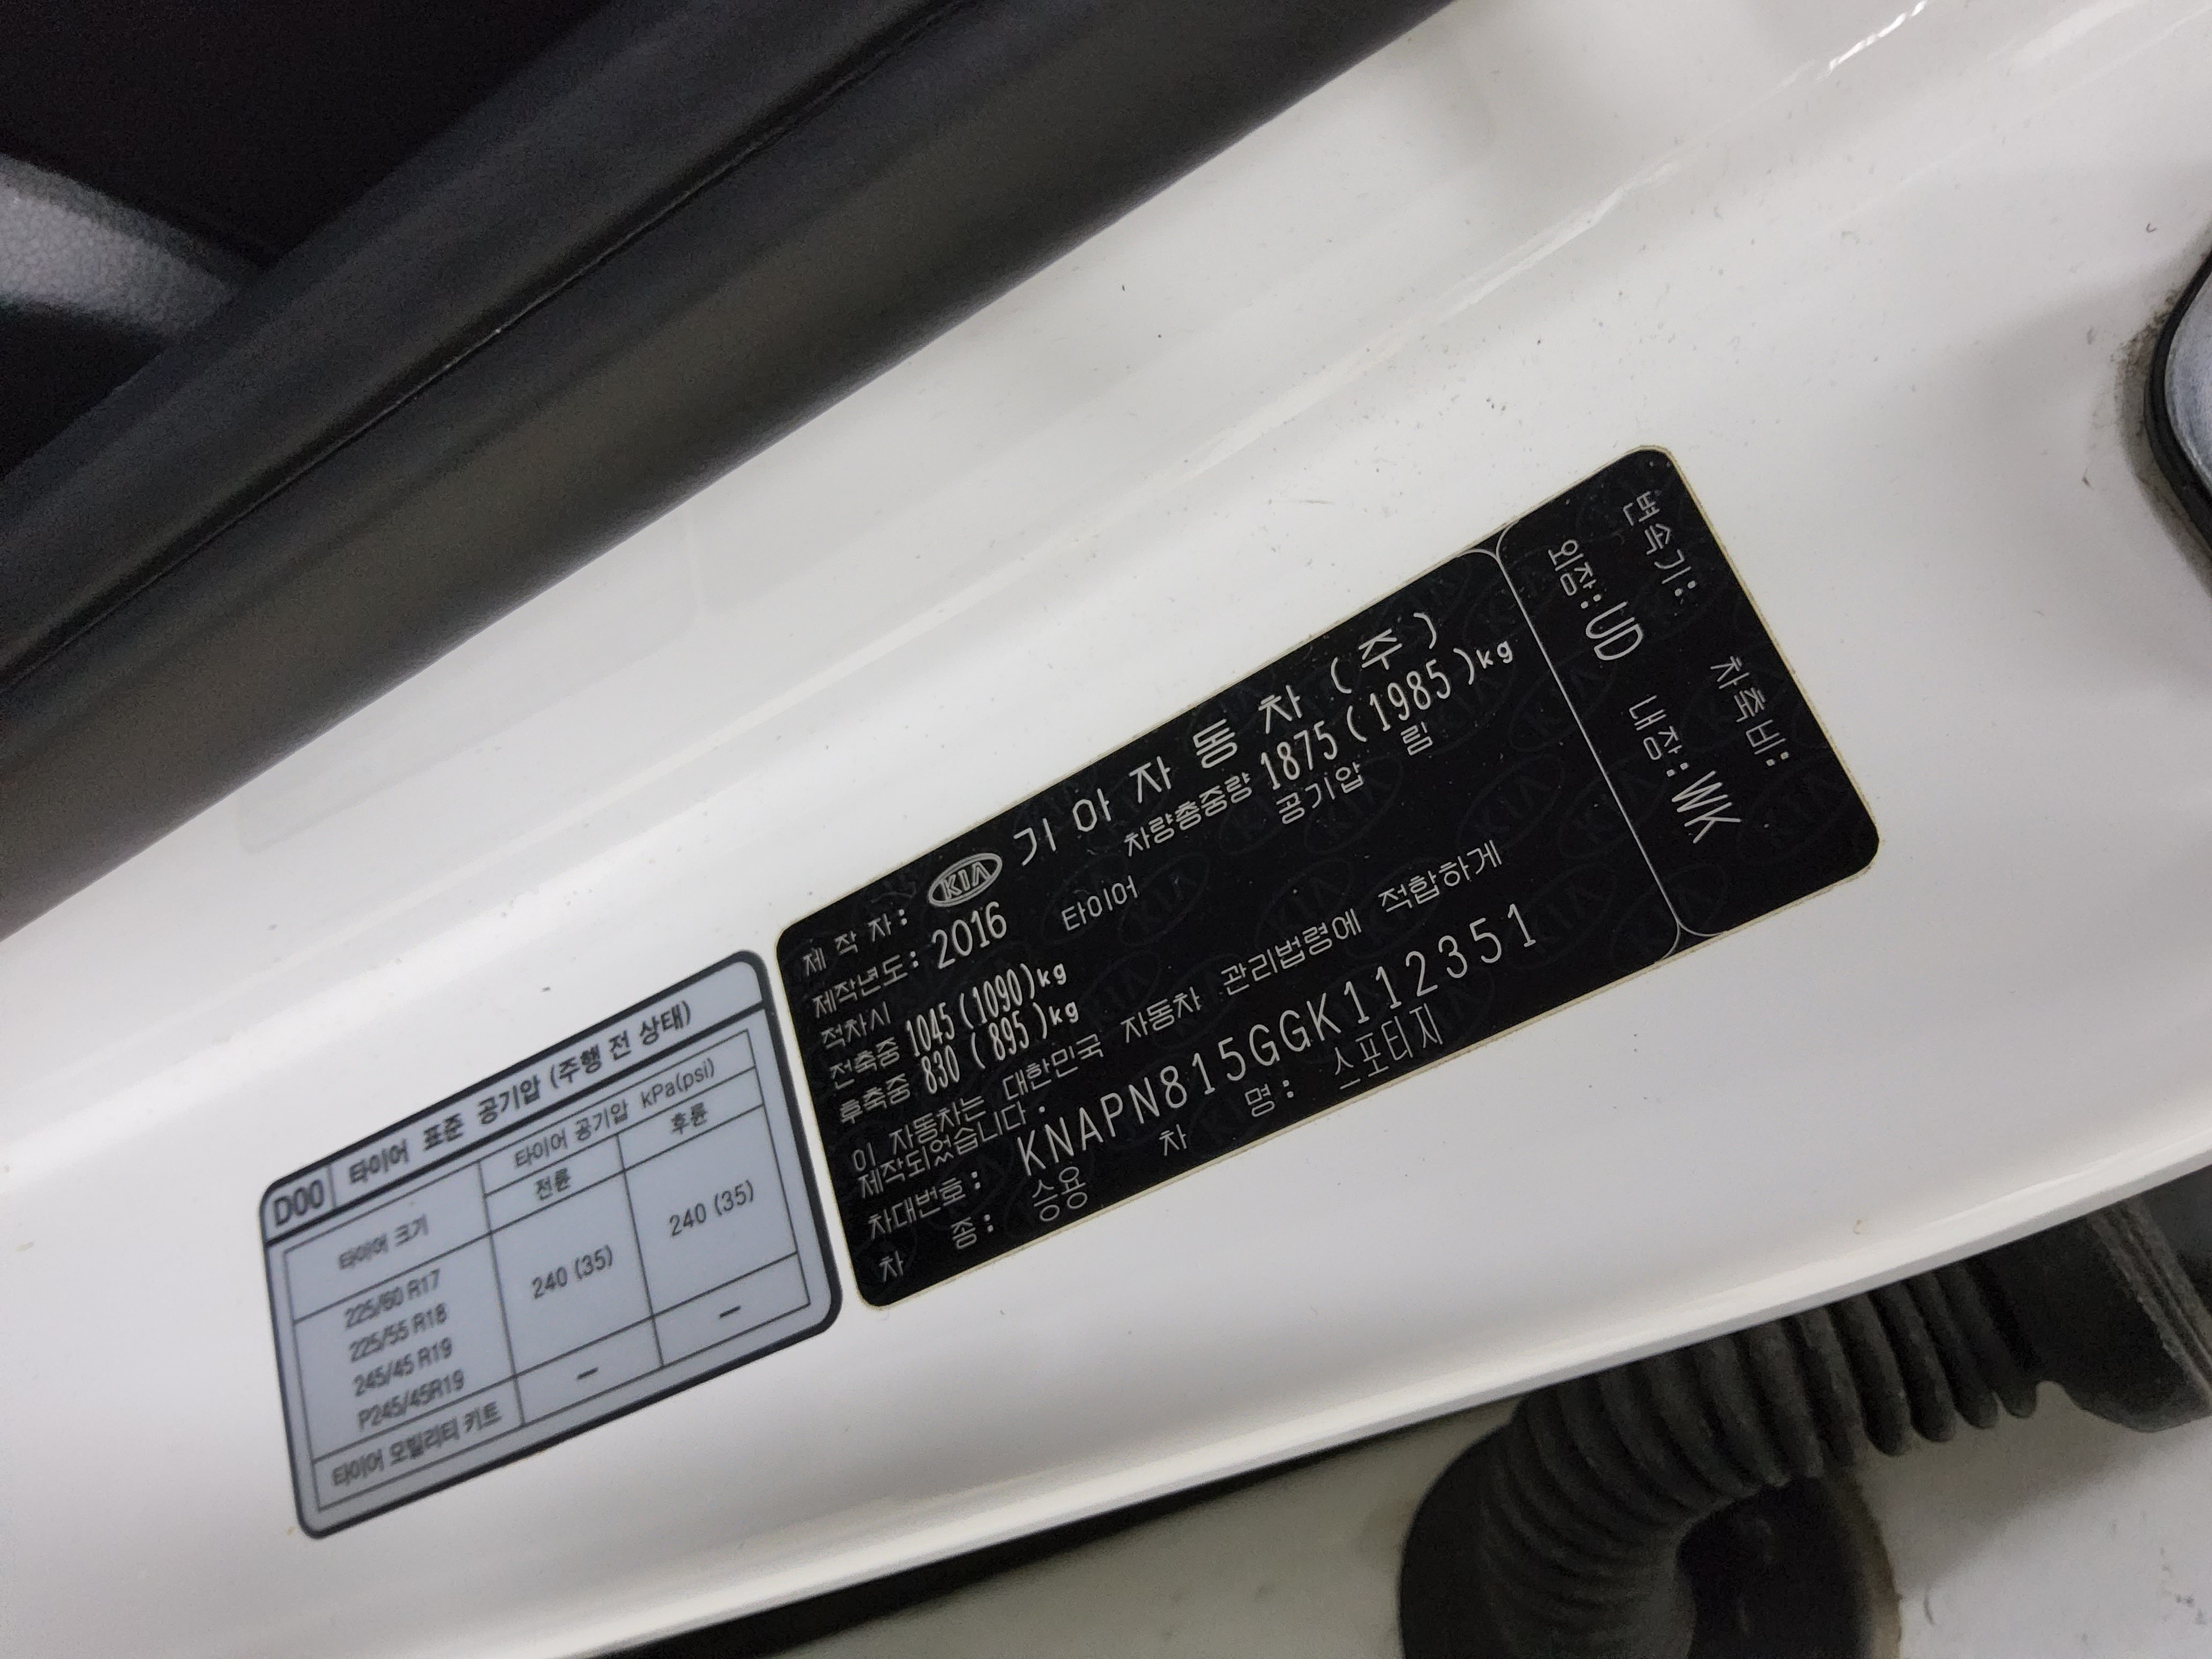 D00 타이어 표준 공기압 (주행 전 상태)
타이어 크기
타이어 공기압 kPa(psi)
전륜
후륜
225/60 R17
225/55 R18
245/45 R19
P245/45R19
240 (35)
240 (35)
타이어 모빌리티 키트
–
–
제 작 자: KIA 기 아 자 동 차 (주)
제작년도: 2016 차량총중량 1875(1985)kg
적차시 타이어 공기압 림
전축중 1045(1090)kg
후축중 830 ( 895 )kg
이 자동차는 대한민국 자동차 관리법령에 적합하게
제작되었습니다.
차대번호: KNAPN815GGK112351
차 종: 승용 차 명: 스포티지
변속기: 차축비:
외장:UD 내장:WK